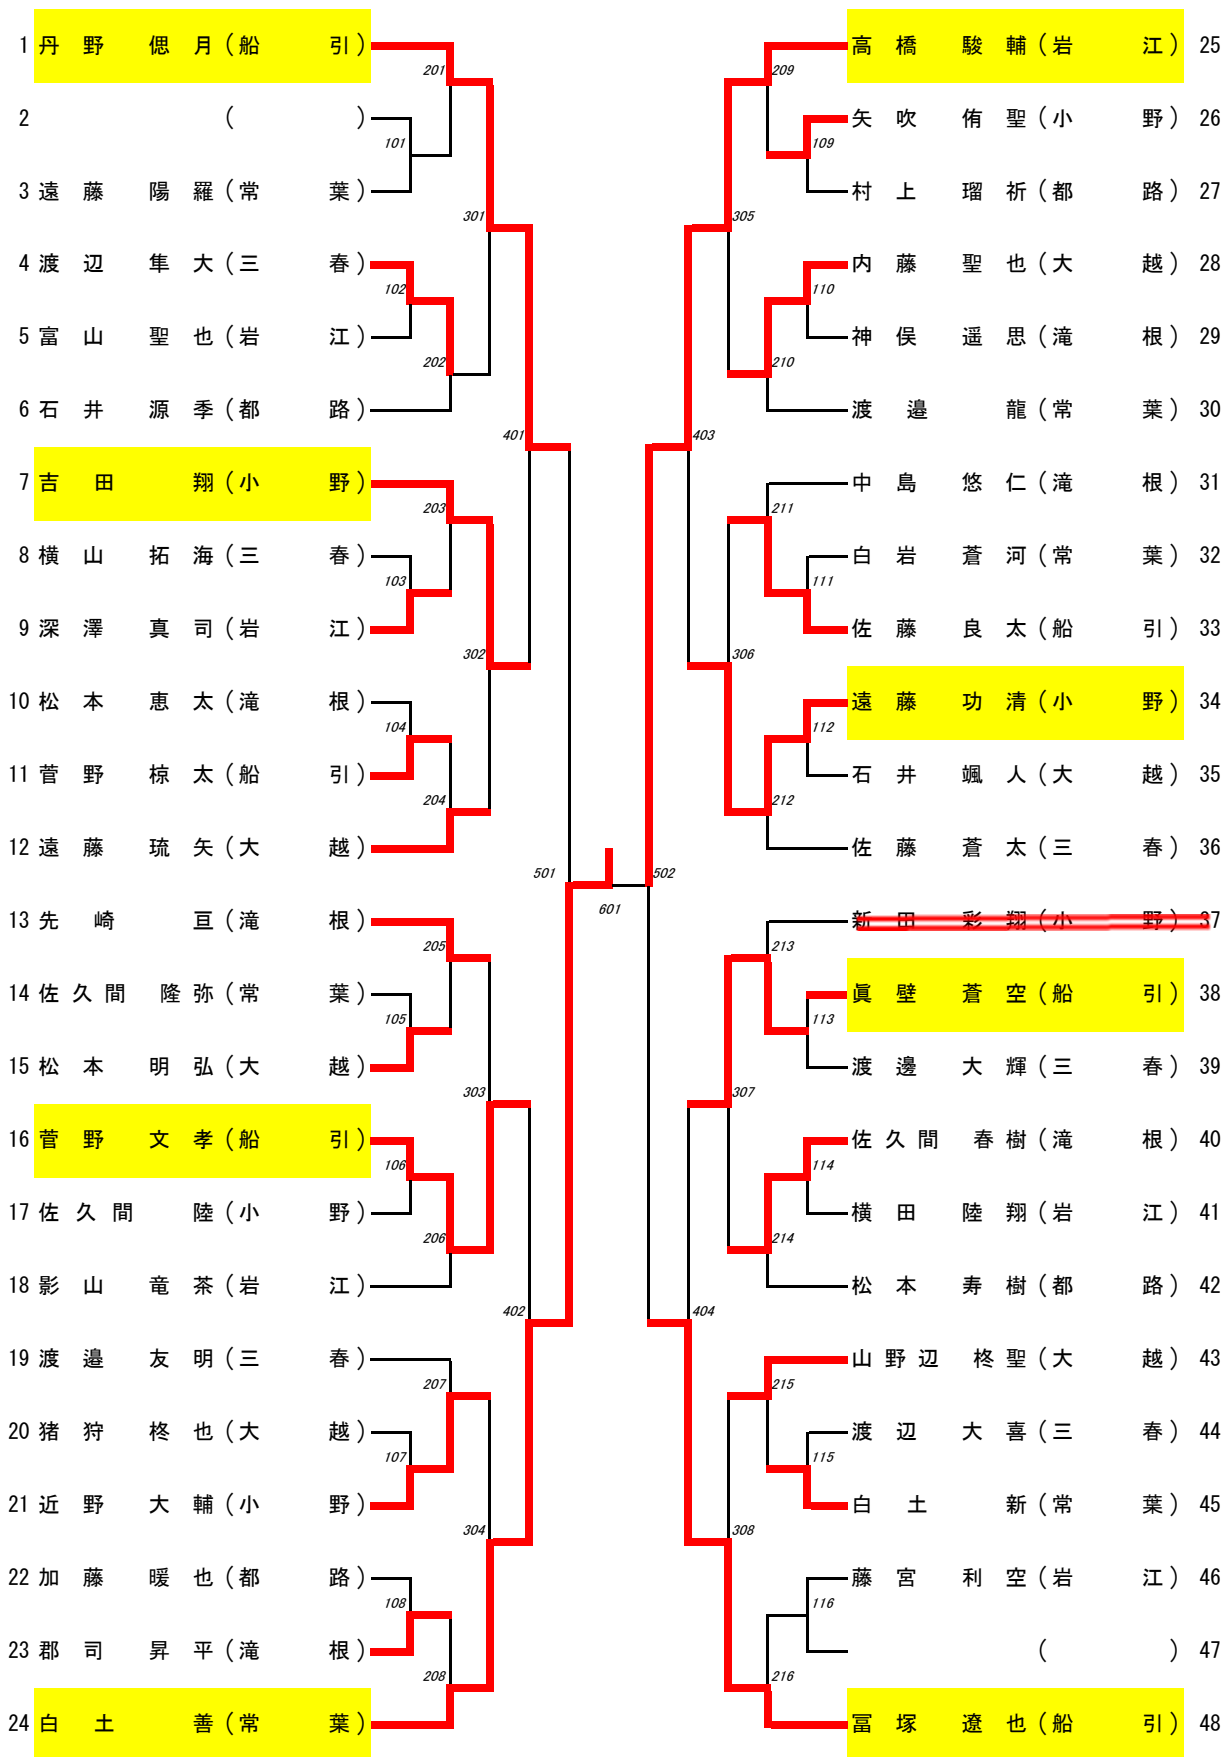 1 丹野 偲月（船引）
2 （ ）
3 遠藤 陽羅（常葉）
4 渡辺 隼大（三春）
5 富山 聖也（岩江）
6 石井 源季（都路）
7 吉田 翔（小野）
8 横山 拓海（三春）
9 深澤 真司（岩江）
10 松本 恵太（滝根）
11 菅野 椋太（船引）
12 遠藤 琉矢（大越）
13 先崎 亘（滝根）
14 佐久間 隆弥（常葉）
15 松本 明弘（大越）
16 菅野 文孝（船引）
17 佐久間 陸（小野）
18 影山 竜茶（岩江）
19 渡邉 友明（三春）
20 猪狩 柊也（大越）
21 近野 大輔（小野）
22 加藤 暖也（都路）
23 郡司 昇平（滝根）
24 白土 善（常葉）
101
102
103
104
105
106
107
108
201
202
203
204
205
206
207
208
301
302
303
304
401
402
501
601
502
403
404
305
306
307
308
209
210
211
212
213
214
215
216
109
110
111
112
113
114
115
116
高橋 駿輔（岩江） 25
矢吹 侑聖（小野） 26
村上 瑠祈（都路） 27
内藤 聖也（大越） 28
神俣 遥思（滝根） 29
渡邉 龍（常葉） 30
中島 悠仁（滝根） 31
白岩 蒼河（常葉） 32
佐藤 良太（船引） 33
遠藤 功清（小野） 34
石井 颯人（大越） 35
佐藤 蒼太（三春） 36
新田 彩翔（小野） 37
眞壁 蒼空（船引） 38
渡邊 大輝（三春） 39
佐久間 春樹（滝根） 40
横田 陸翔（岩江） 41
松本 寿樹（都路） 42
山野辺 柊聖（大越） 43
渡辺 大喜（三春） 44
白土 新（常葉） 45
藤宮 利空（岩江） 46
（ ） 47
冨塚 遼也（船引） 48